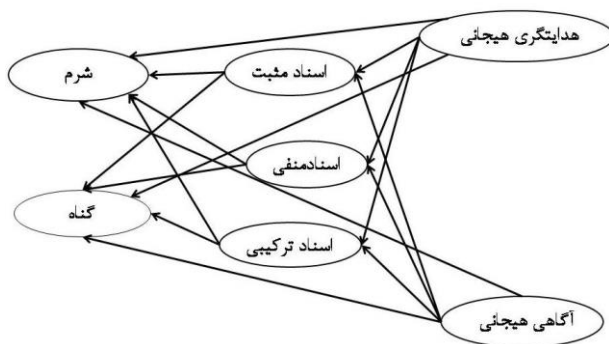 هدایتگری هیجانی
شرم
اسناد مثبت
اسنادمنفی
گناه
اسناد ترکیبی
آگاهی هیجانی